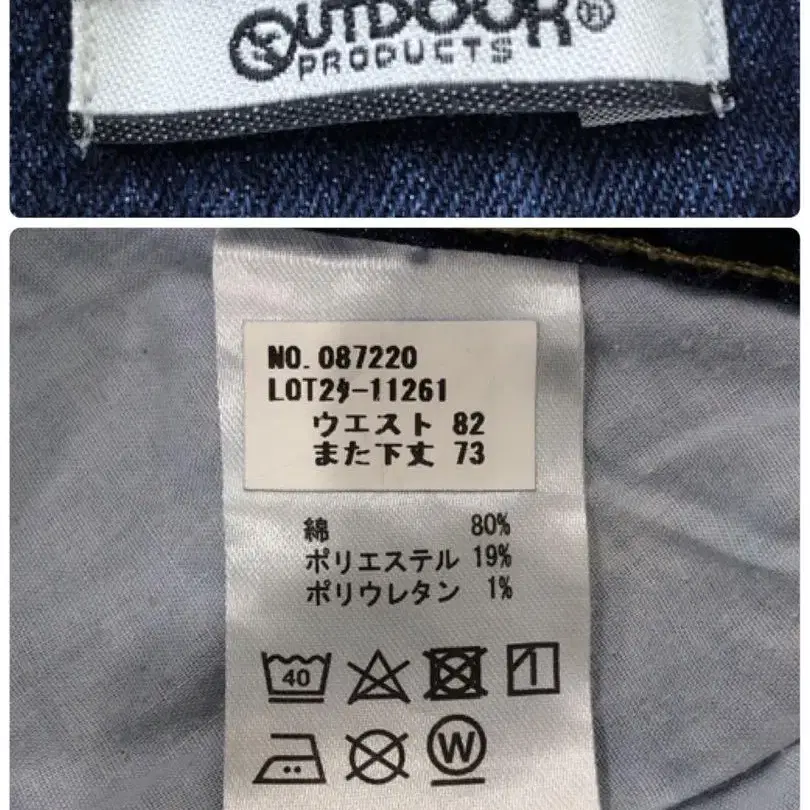 OUTDOOR®
PRODUCTS
NO. 087220
LOT2タ-11261
ウエスト 82
また下丈 73
綿 80%
ポリエステル 19%
ポリウレタン 1%
40
W